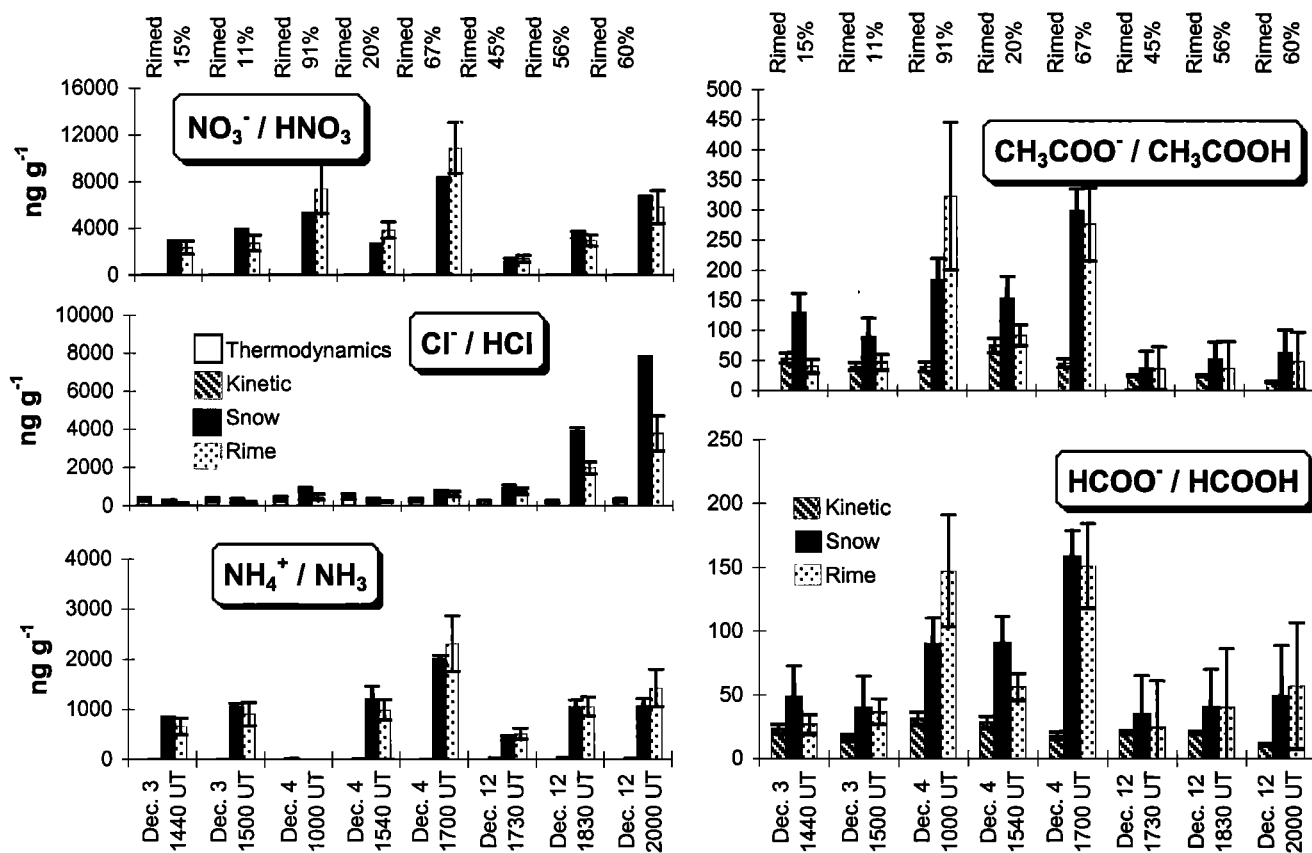 Rimed 15%
Rimed 11%
Rimed 91%
Rimed 20%
Rimed 67%
Rimed 45%
Rimed 56%
Rimed 60%
NO₃⁻ / HNO₃
ng g⁻¹
16000
12000
8000
4000
0
Cl⁻ / HCl
ng g⁻¹
10000
8000
6000
4000
2000
0
Thermodynamics
Kinetic
Snow
Rime
NH₄⁺ / NH₃
ng g⁻¹
4000
3000
2000
1000
0
Dec. 3
1440 UT
Dec. 3
1500 UT
Dec. 4
1000 UT
Dec. 4
1540 UT
Dec. 4
1700 UT
Dec. 12
1730 UT
Dec. 12
1830 UT
Dec. 12
2000 UT
Rimed 15%
Rimed 11%
Rimed 91%
Rimed 20%
Rimed 67%
Rimed 45%
Rimed 56%
Rimed 60%
CH₃COO⁻ / CH₃COOH
500
450
400
350
300
250
200
150
100
50
0
HCOO⁻ / HCOOH
250
200
150
100
50
0
Kinetic
Snow
Rime
Dec. 3
1440 UT
Dec. 3
1500 UT
Dec. 4
1000 UT
Dec. 4
1540 UT
Dec. 4
1700 UT
Dec. 12
1730 UT
Dec. 12
1830 UT
Dec. 12
2000 UT